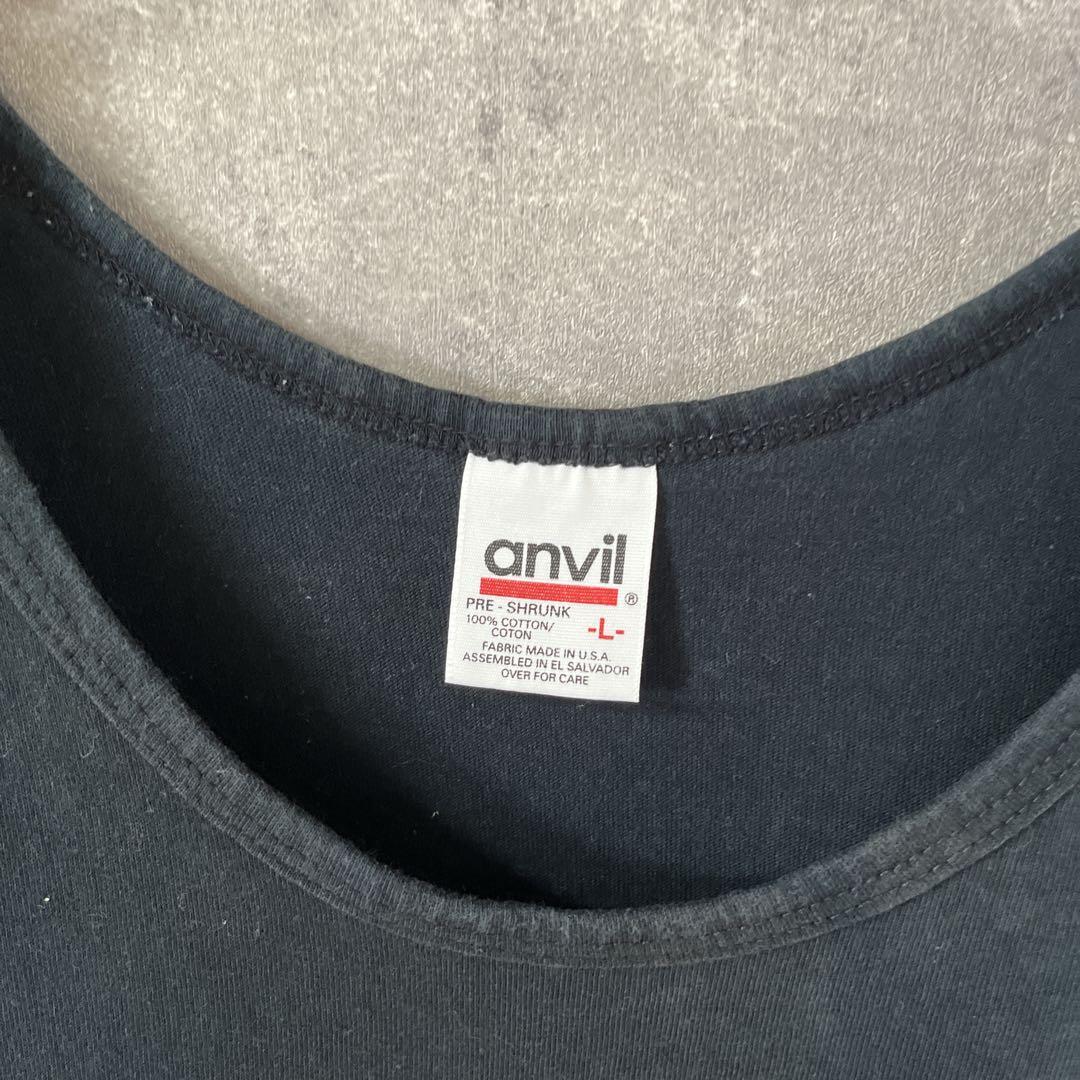 anvil
®
PRE - SHRUNK
100% COTTON/
COTON
-L-
FABRIC MADE IN U.S.A.
ASSEMBLED IN EL SALVADOR
OVER FOR CARE